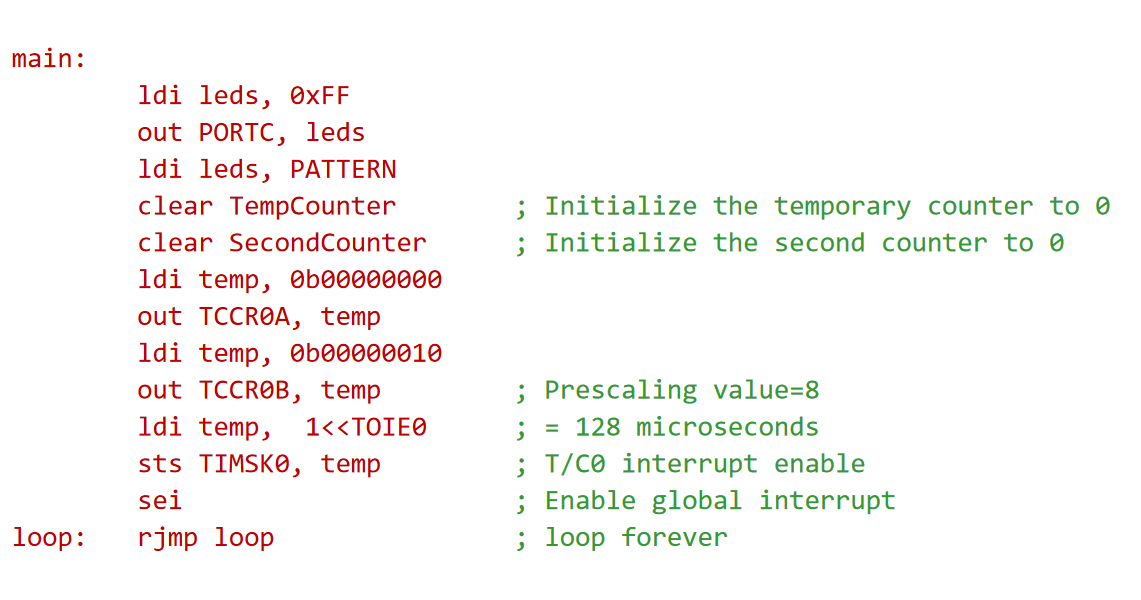 main:
ldi leds, 0xFF
out PORTC, leds
ldi leds, PATTERN
clear TempCounter ; Initialize the temporary counter to 0
clear SecondCounter ; Initialize the second counter to 0
ldi temp, 0b00000000
out TCCR0A, temp
ldi temp, 0b00000010
out TCCR0B, temp ; Prescaling value=8
ldi temp, 1<<TOIE0 ; = 128 microseconds
sts TIMSK0, temp ; T/C0 interrupt enable
sei ; Enable global interrupt
loop: rjmp loop ; loop forever